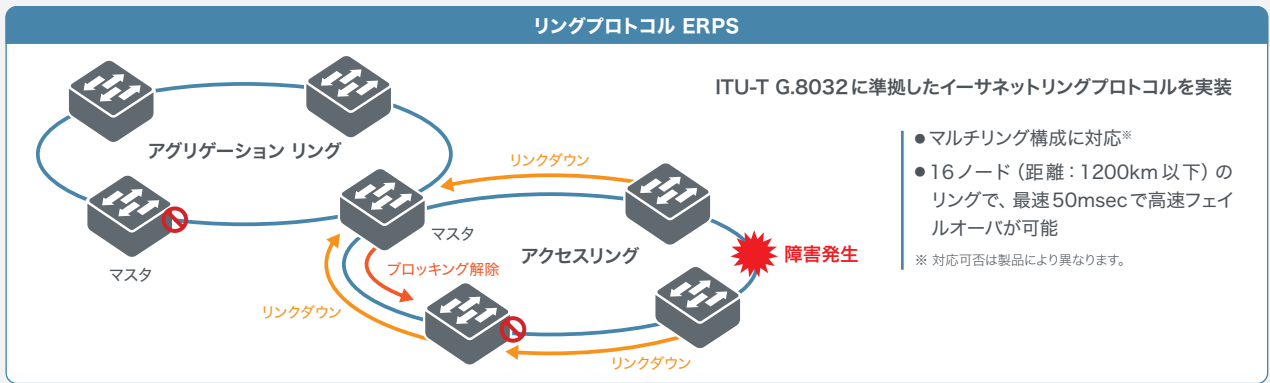 リングプロトコル ERPS
ITU-T G.8032に準拠したイーサネットリングプロトコルを実装
アグリゲーション リング
リンクダウン
●マルチリング構成に対応※
●16ノード（距離：1200km以下）の
リングで、最速50msecで高速フェイ
ルオーバが可能
※ 対応可否は製品により異なります。
マスタ
アクセスリング
障害発生
マスタ
ブロッキング解除
リンクダウン
リンクダウン